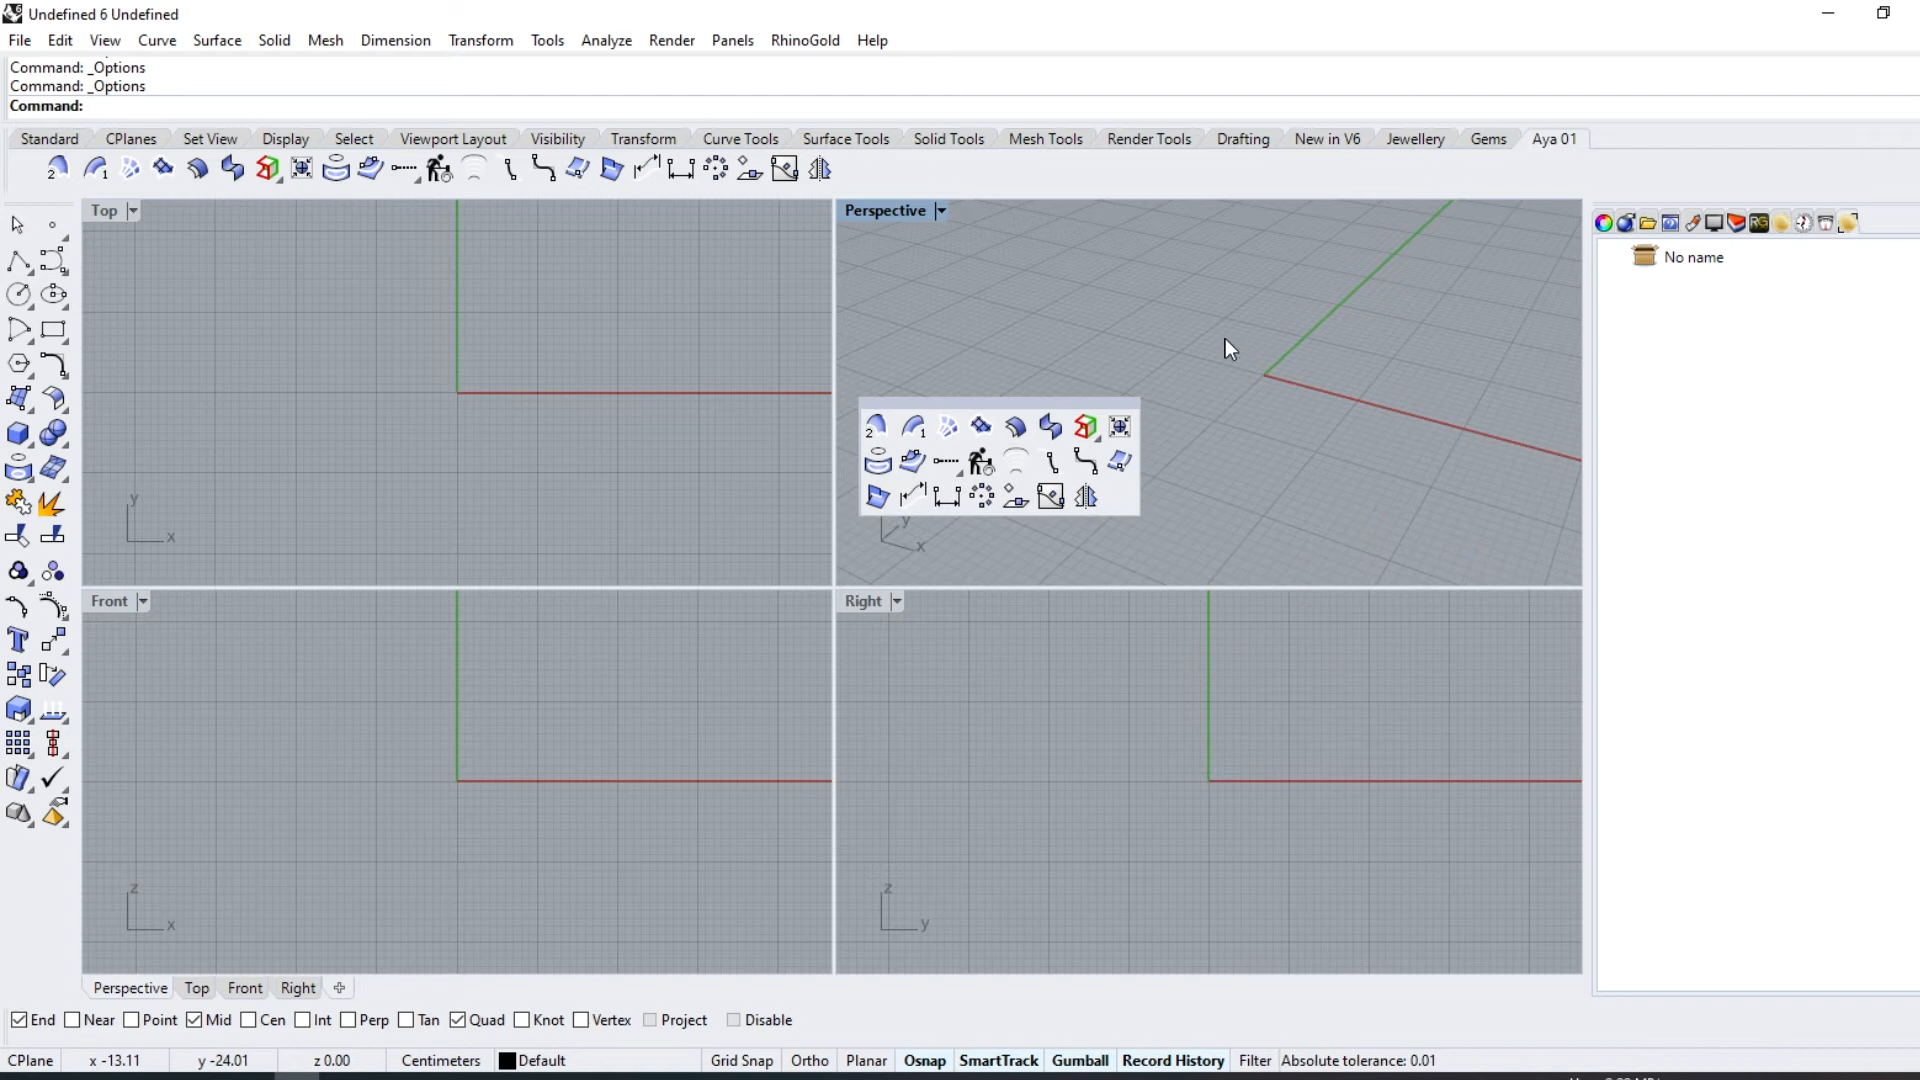 Undefined 6 Undefined
File Edit View Curve Surface Solid Mesh Dimension Transform Tools Analyze Render Panels RhinoGold Help
Command: _Options
Command: _Options
Command:
Standard CPlanes Set View Display Select Viewport Layout Visibility Transform Curve Tools Surface Tools Solid Tools Mesh Tools Render Tools Drafting New in V6 Jewellery Gems Aya 01
2 1
Top Perspective
RG
No name
2 1
y
x
y
x
Front Right
z
x
z
y
Perspective Top Front Right
End Near Point Mid Cen Int Perp Tan Quad Knot Vertex Project Disable
CPlane x -13.11 y -24.01 z 0.00 Centimeters Default Grid Snap Ortho Planar Osnap SmartTrack Gumball Record History Filter Absolute tolerance: 0.01